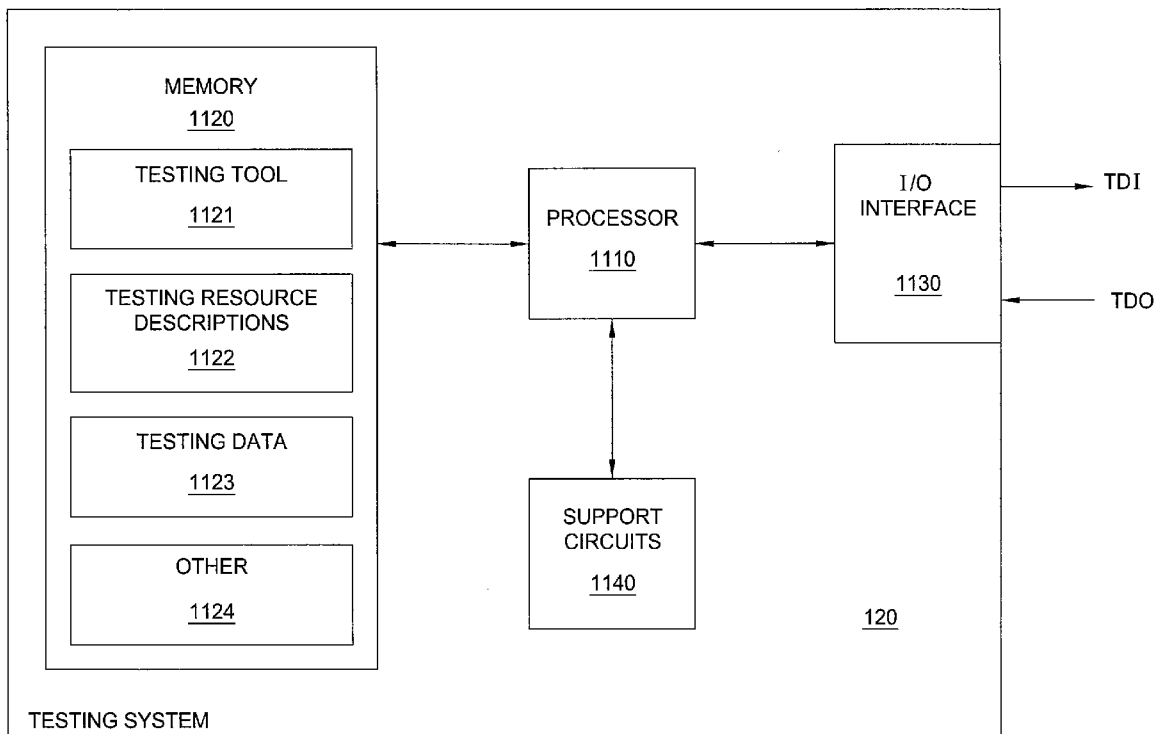 MEMORY
1120
TESTING TOOL
1121
TESTING RESOURCE
DESCRIPTIONS
1122
TESTING DATA
1123
OTHER
1124
PROCESSOR
1110
SUPPORT
CIRCUITS
1140
I/O
INTERFACE
1130
TDI
TDO
120
TESTING SYSTEM